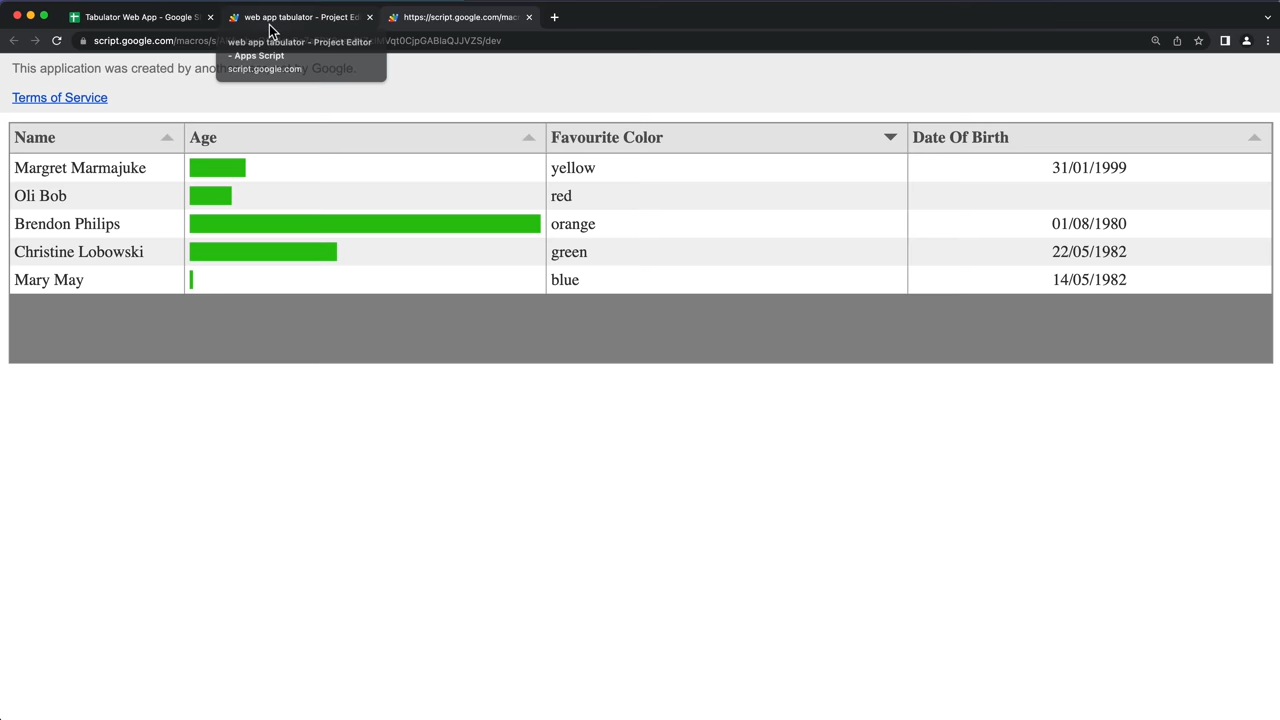 Tabulator Web App - Google S
web app tabulator - Project Edi
https://script.google.com/mac
script.google.com/macros/s/
Vqt0CjpGABlaQJJVZS/dev
web app tabulator - Project Editor
- Apps Script
script.google.com
This application was created by ano
by Google.
Terms of Service
Name Age Favourite Color Date Of Birth
Margret Marmajuke yellow 31/01/1999
Oli Bob red
Brendon Philips orange 01/08/1980
Christine Lobowski green 22/05/1982
Mary May blue 14/05/1982